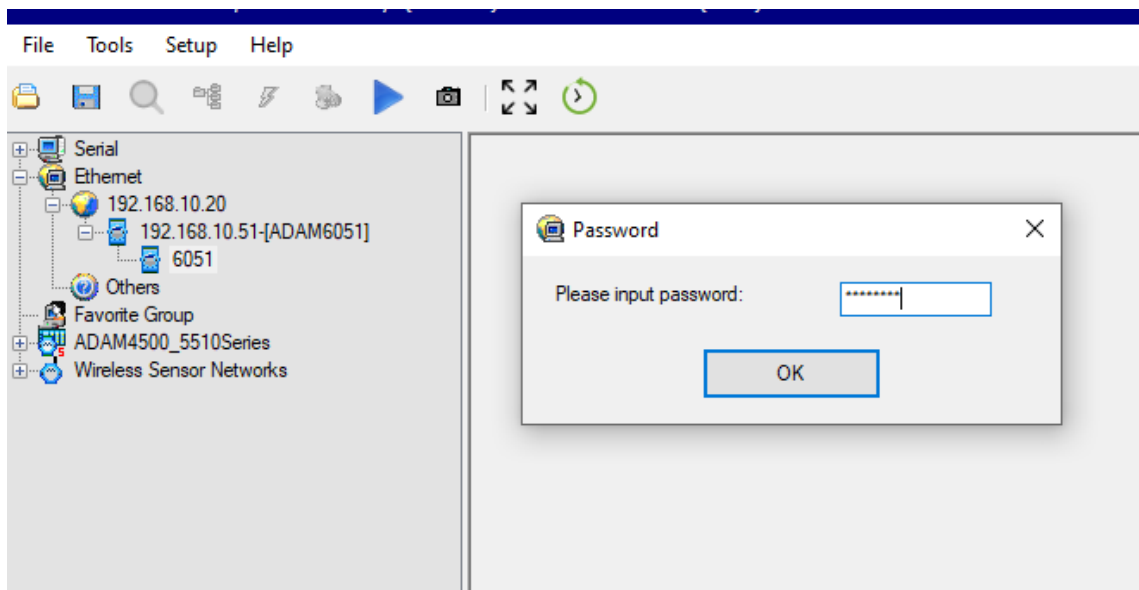 File Tools Setup Help
Serial
Ethernet
192.168.10.20
192.168.10.51-[ADAM6051]
6051
Others
Favorite Group
ADAM4500_5510Series
Wireless Sensor Networks
Password
Please input password: ********
OK